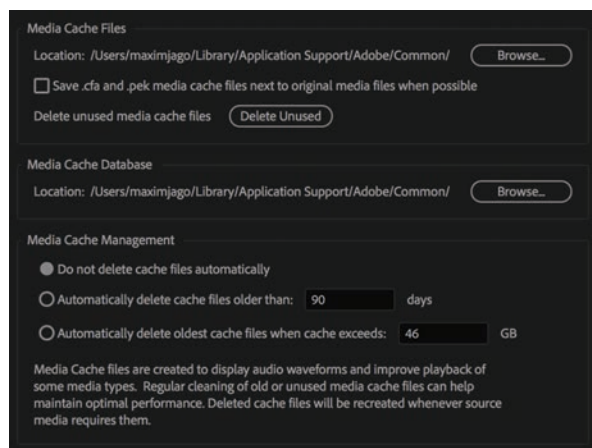 Media Cache Files
Location: /Users/maximjago/Library/Application Support/Adobe/Common/ Browse...
Save .cfa and .pek media cache files next to original media files when possible
Delete unused media cache files Delete Unused
Media Cache Database
Location: /Users/maximjago/Library/Application Support/Adobe/Common/ Browse...
Media Cache Management
Do not delete cache files automatically
Automatically delete cache files older than: 90 days
Automatically delete oldest cache files when cache exceeds: 46 GB
Media Cache files are created to display audio waveforms and improve playback of
some media types. Regular cleaning of old or unused media cache files can help
maintain optimal performance. Deleted cache files will be recreated whenever source
media requires them.